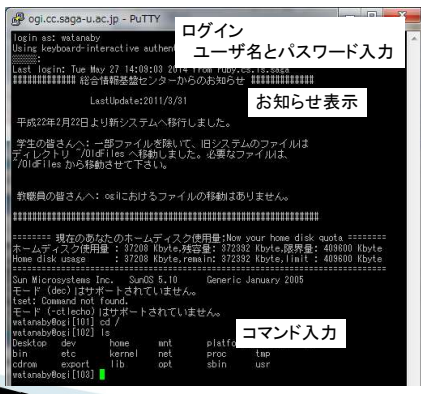 ogi.cc.saga-u.ac.jp - PuTTY
ログイン
ユーザ名とパスワード入力
login as: watanaby
Using keyboard-interactive authen
Last login: Tue May 27 14:09:03 2014 from ruby.cs.is.saga
############# 総合情報基盤センターからのお知らせ #############
LastUpdate:2011/3/31
お知らせ表示
平成22年2月22日より新システムへ移行しました。
学生の皆さんへ: 一部ファイルを除いて、旧システムのファイルは
ディレクトリ ~/OldFiles へ移動しました。必要なファイルは、
~/OldFiles から移動させて下さい。
教職員の皆さんへ: osiにおけるファイルの移動はありません。
======== 現在のあなたのホームディスク使用量:Now your home disk quota ========
ホームディスク使用量 : 37208 Kbyte,残容量: 372392 Kbyte,限界量: 409600 Kbyte
Home disk usage : 37208 Kbyte,remain: 372392 Kbyte,limit : 409600 Kbyte
Sun Microsystems Inc. SunOS 5.10 Generic January 2005
モード (dec) はサポートされていません。
tset: Command not found.
モード (-ctlecho) はサポートされていません。
watanaby@ogi[101] cd /
watanaby@ogi[102] ls
コマンド入力
Desktop dev home mnt platfo
bin etc kernel net proc tmp
cdrom export lib opt sbin usr
watanaby@ogi[103]